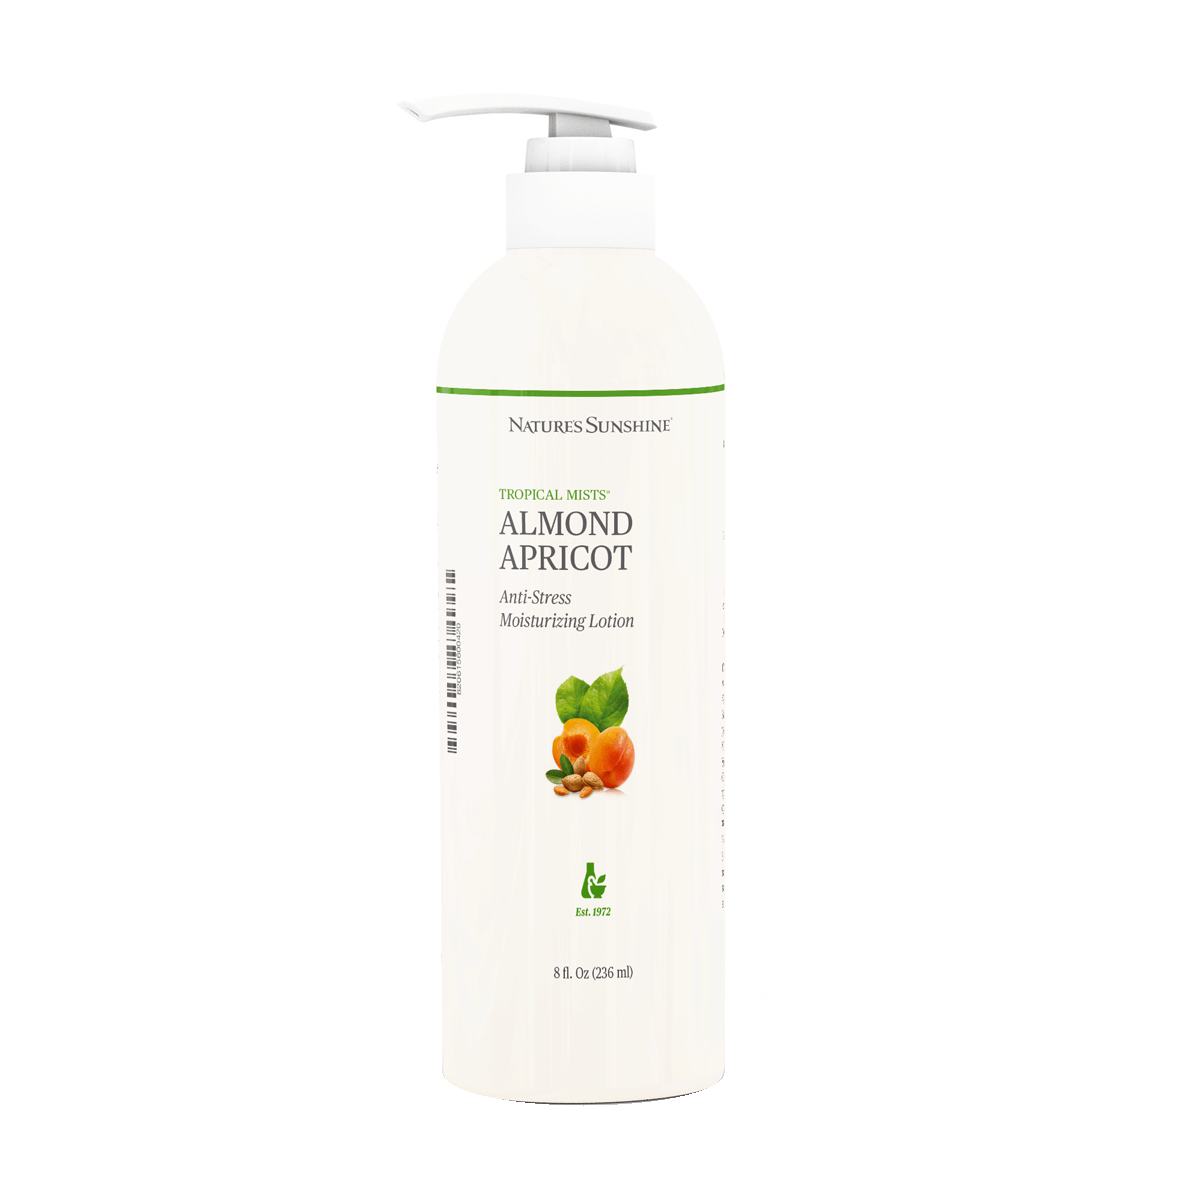 NATURE'S SUNSHINE®
TROPICAL MISTS®
ALMOND
APRICOT
Anti-Stress
Moisturizing Lotion
Est. 1972
8 fl. Oz (236 ml)